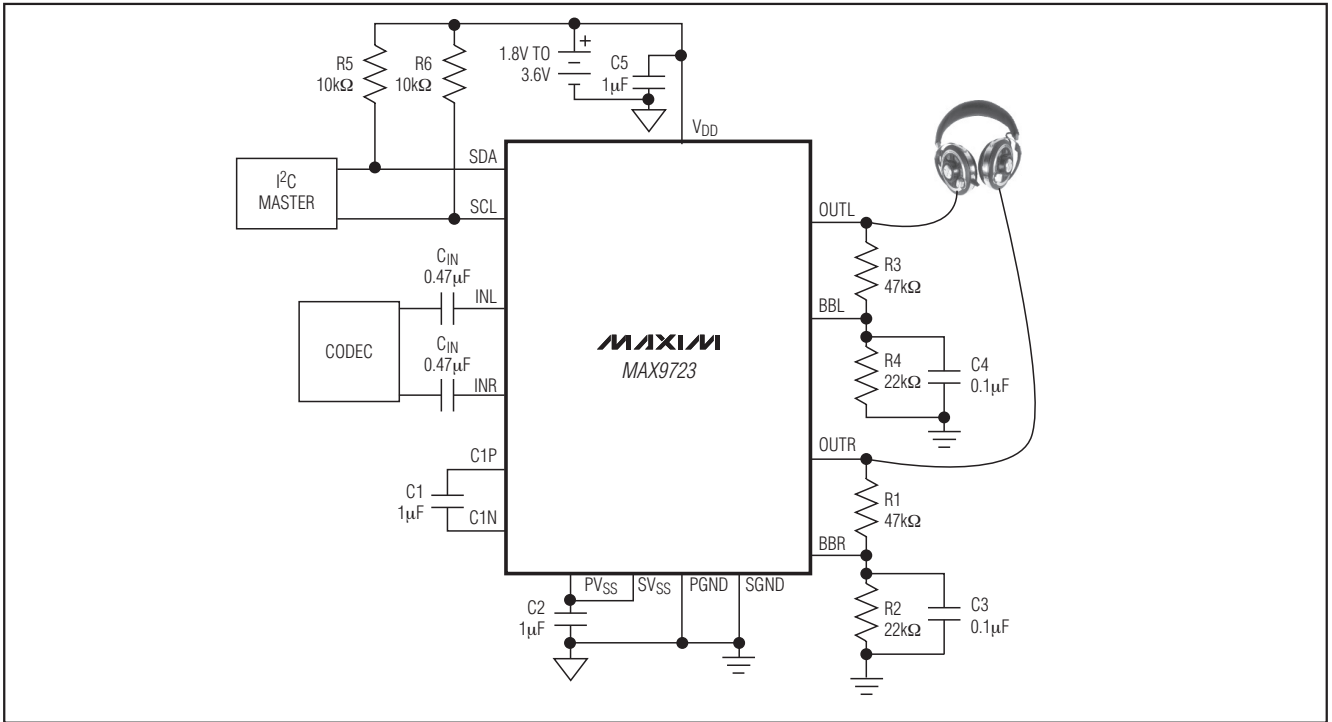 R5
10kΩ
R6
10kΩ
1.8V TO
3.6V
+
C5
1µF
VDD
I2C
MASTER
SDA
SCL
CIN
0.47µF
INL
CODEC
CIN
0.47µF
INR
C1P
C1
1µF
C1N
MAXIM
MAX9723
OUTL
R3
47kΩ
BBL
R4
22kΩ
C4
0.1µF
OUTR
R1
47kΩ
BBR
R2
22kΩ
C3
0.1µF
PVSS
SVSS
PGND
SGND
C2
1µF